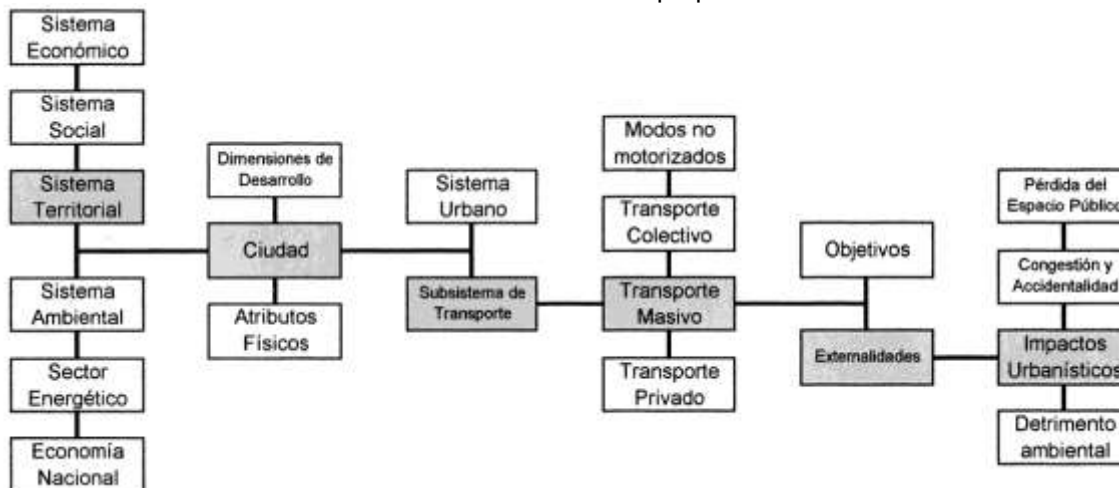 Sistema
Económico
Sistema
Social
Sistema
Territorial
Sistema
Ambiental
Sector
Energético
Economía
Nacional
Dimensiones de
Desarrollo
Ciudad
Atributos
Físicos
Sistema
Urbano
Subsistema de
Transporte
Modos no
motorizados
Transporte
Colectivo
Transporte
Masivo
Transporte
Privado
Objetivos
Externalidades
Pérdida del
Espacio Público
Congestión y
Accidentalidad
Impactos
Urbanísticos
Detrimento
ambiental